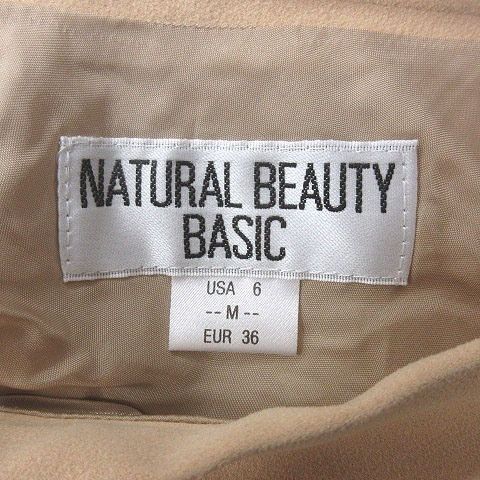 NATURAL BEAUTY
BASIC
USA 6
-- M --
EUR 36